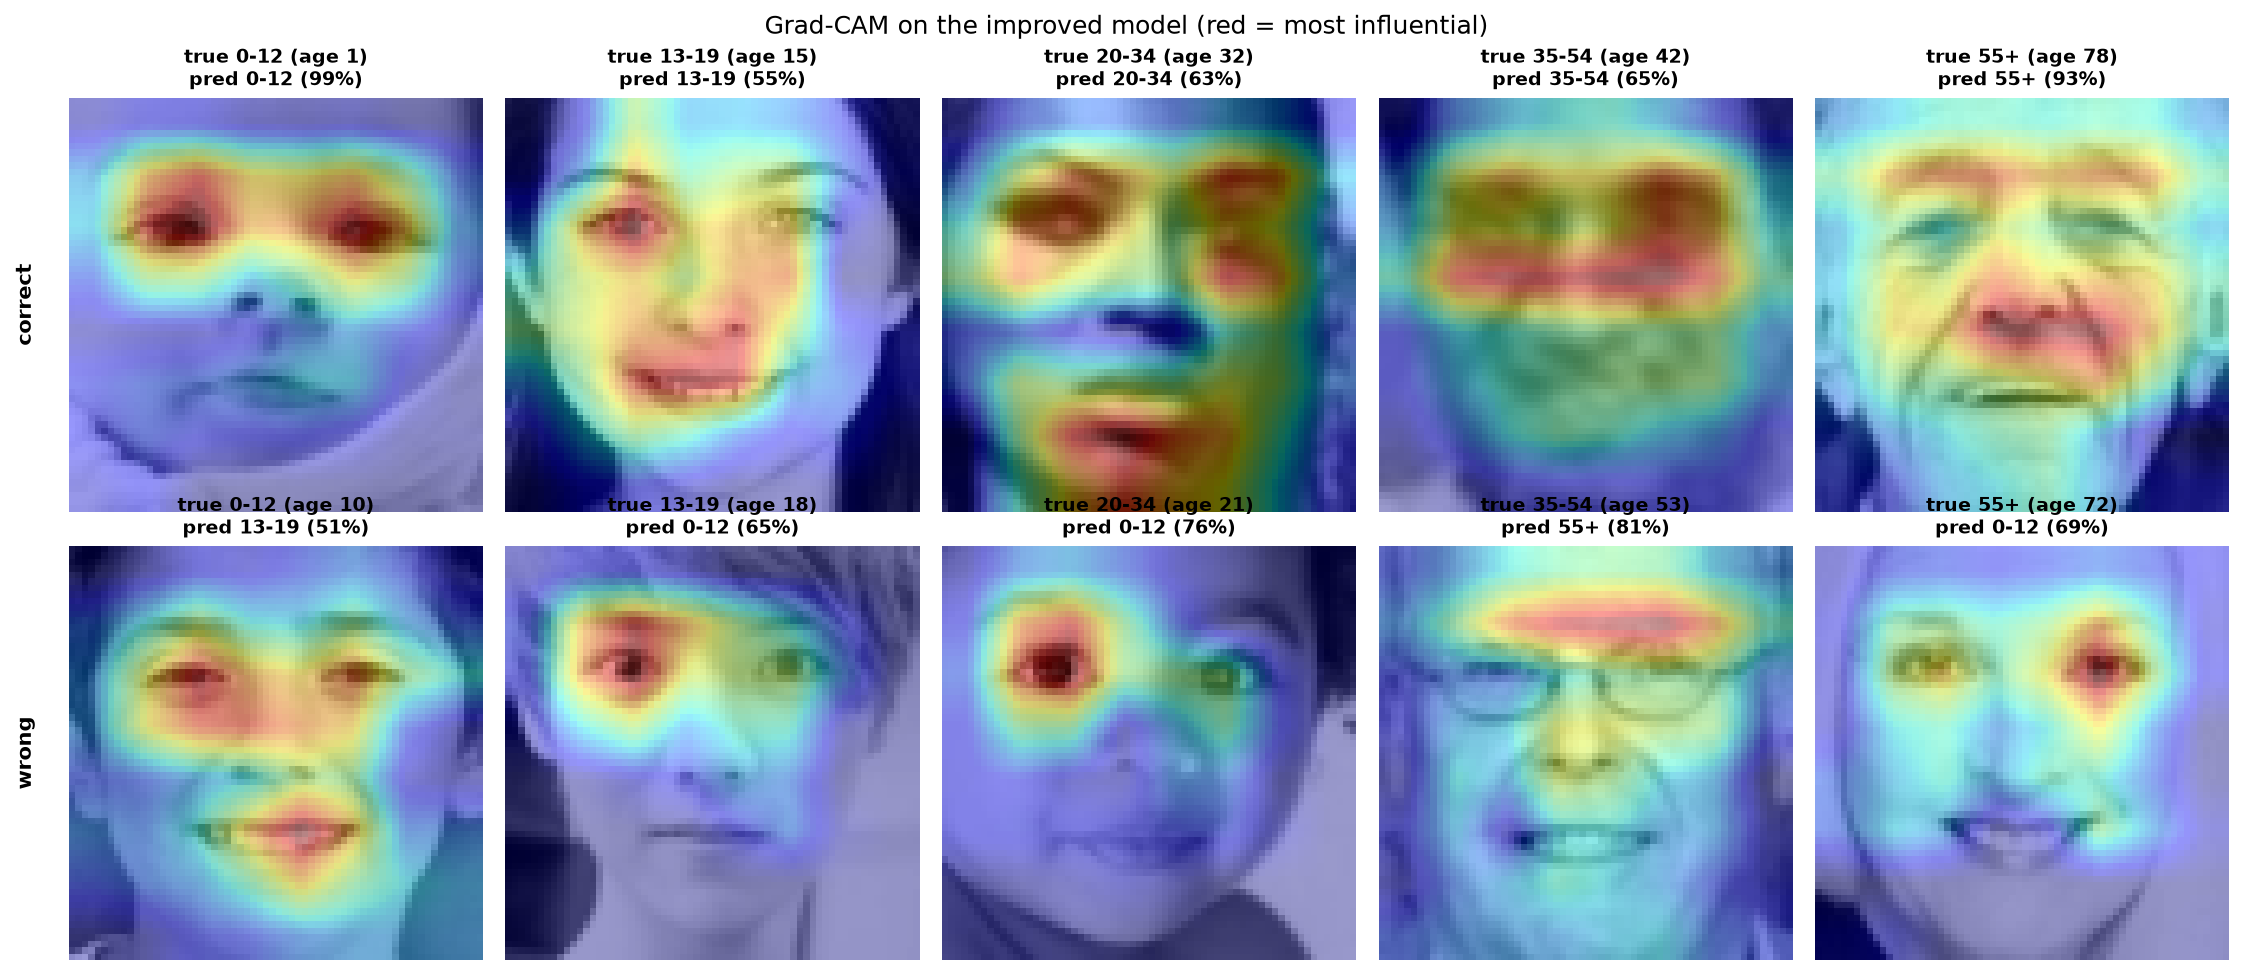 Grad-CAM on the improved model (red = most influential)
true 0-12 (age 1)
pred 0-12 (99%)
true 13-19 (age 15)
pred 13-19 (55%)
true 20-34 (age 32)
pred 20-34 (63%)
true 35-54 (age 42)
pred 35-54 (65%)
true 55+ (age 78)
pred 55+ (93%)
correct
true 0-12 (age 10)
pred 13-19 (51%)
true 13-19 (age 18)
pred 0-12 (65%)
true 20-34 (age 21)
pred 0-12 (76%)
true 35-54 (age 53)
pred 55+ (81%)
true 55+ (age 72)
pred 0-12 (69%)
wrong